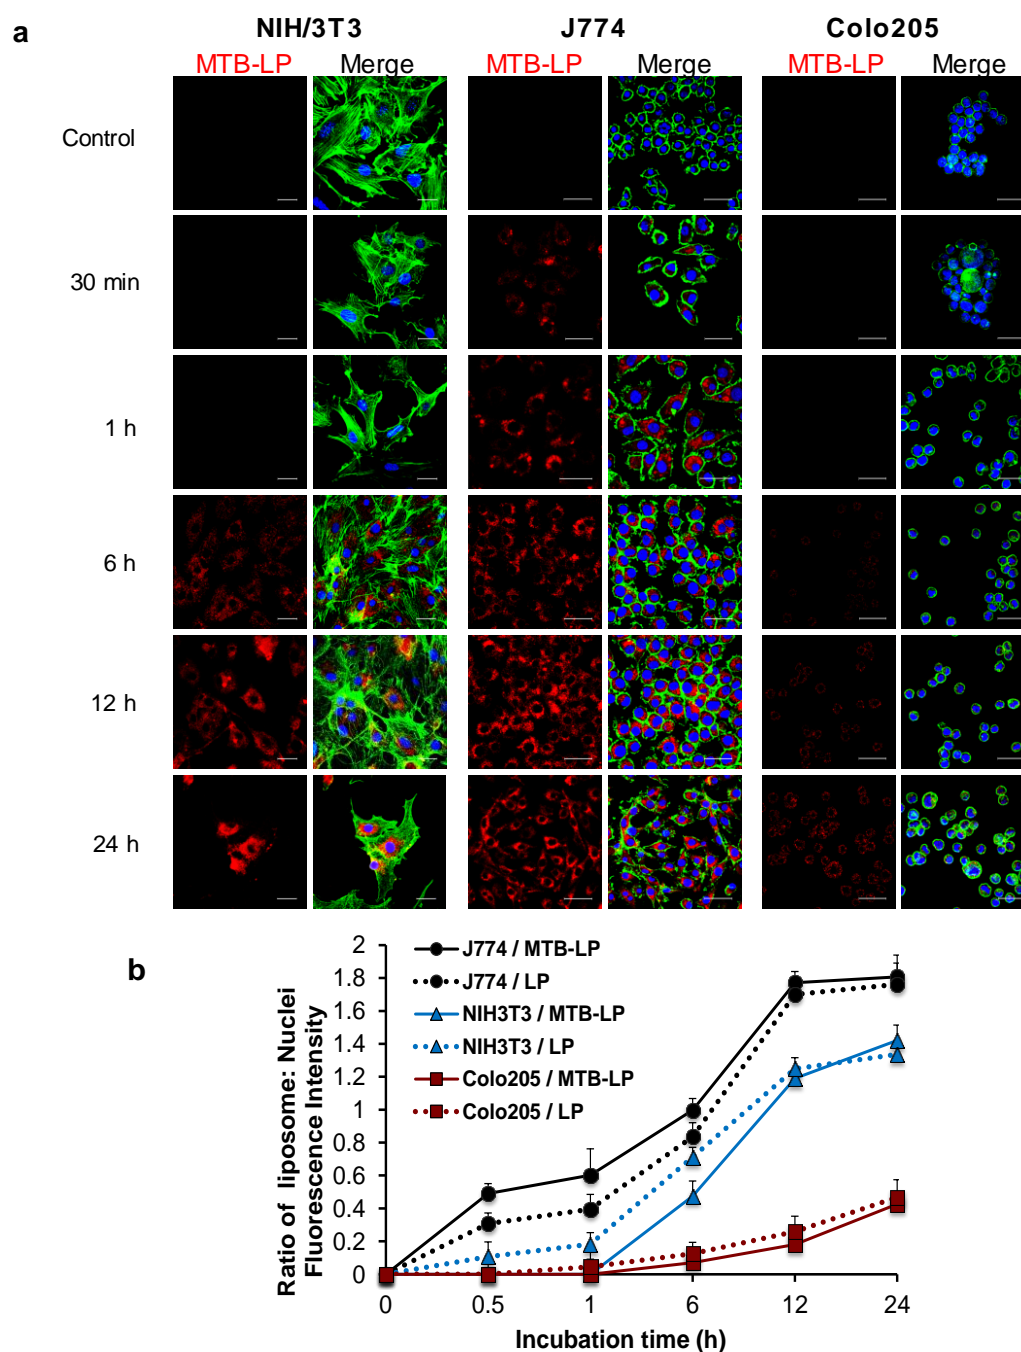 a
NIH/3T3 J774 Colo205
MTB-LP Merge MTB-LP Merge MTB-LP Merge
Control
30 min
1 h
6 h
12 h
24 h
b
Ratio of liposome: Nuclei
Fluorescence Intensity
2
1.8
1.6
1.4
1.2
1
0.8
0.6
0.4
0.2
0
J774 / MTB-LP
J774 / LP
NIH3T3 / MTB-LP
NIH3T3 / LP
Colo205 / MTB-LP
Colo205 / LP
0 0.5 1 6 12 24
Incubation time (h)